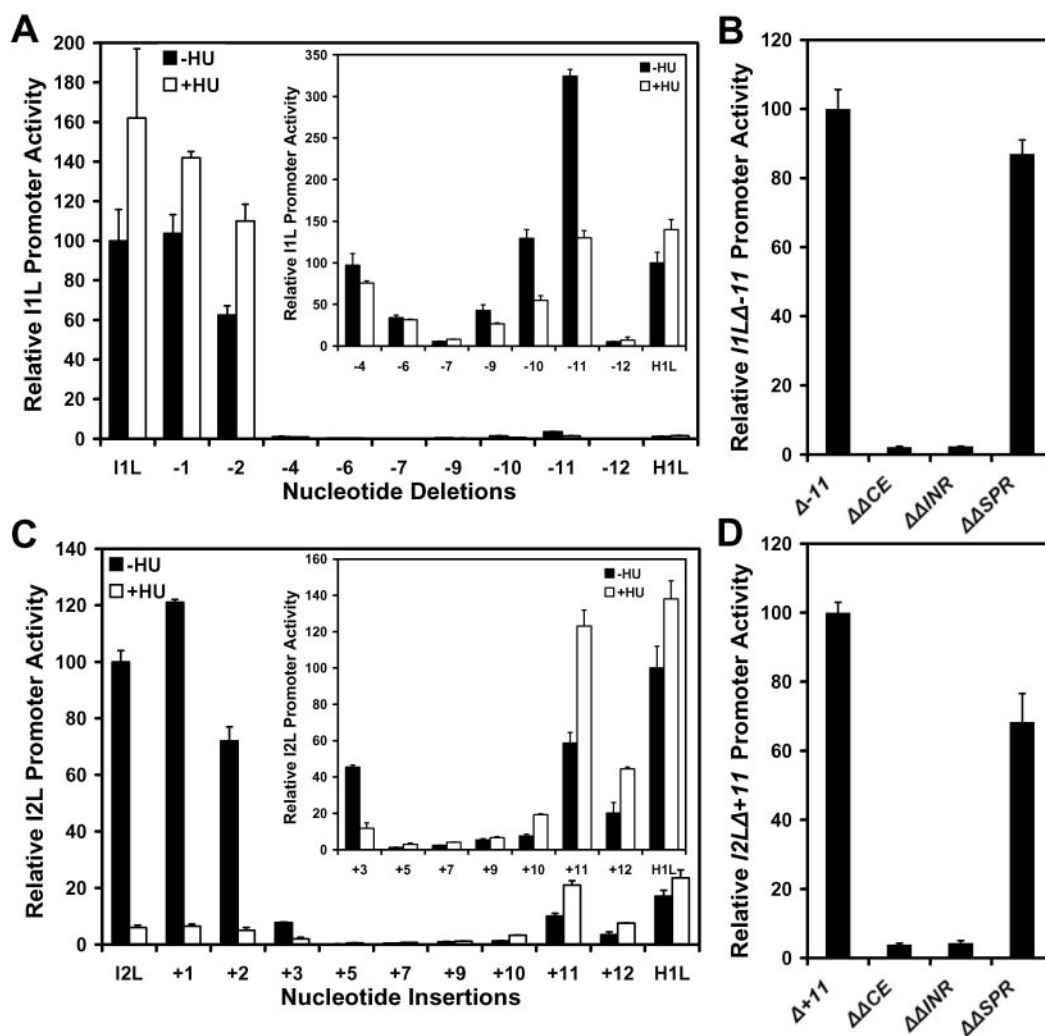 A
Relative I1L Promoter Activity
200
180
160
140
120
100
80
60
40
20
0
-HU
+HU
I1L -1 -2 -4 -6 -7 -9 -10 -11 -12 H1L
Nucleotide Deletions
Relative I1L Promoter Activity
350
300
250
200
150
100
50
0
-HU
+HU
-4 -6 -7 -9 -10 -11 -12 H1L
B
Relative I1LΔ-11 Promoter Activity
120
100
80
60
40
20
0
Δ-11 ΔΔCE ΔΔINR ΔΔSPR
C
Relative I2L Promoter Activity
140
120
100
80
60
40
20
0
-HU
+HU
I2L +1 +2 +3 +5 +7 +9 +10 +11 +12 H1L
Nucleotide Insertions
Relative I2L Promoter Activity
160
140
120
100
80
60
40
20
0
-HU
+HU
+3 +5 +7 +9 +10 +11 +12 H1L
D
Relative I2LΔ+11 Promoter Activity
120
100
80
60
40
20
0
Δ+11 ΔΔCE ΔΔINR ΔΔSPR